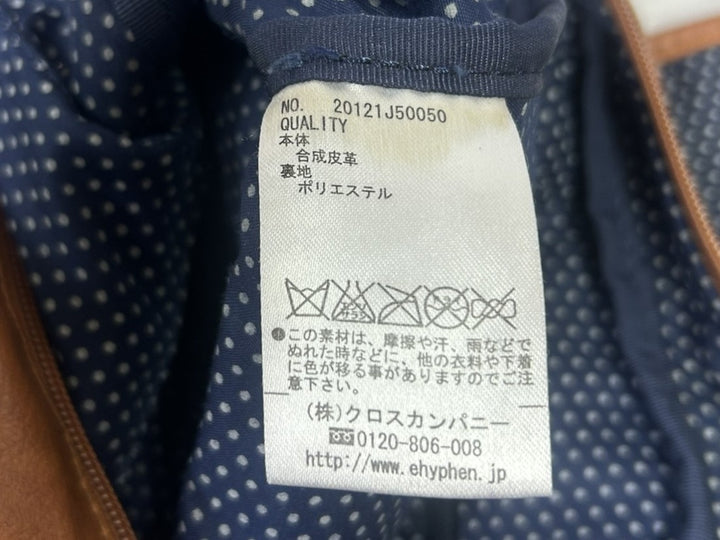 NO. 20121J50050
QUALITY
本体
合成皮革
裏地
ポリエステル
この素材は、摩擦や汗、雨などで
ぬれた時などに、他の衣料や下着
に色が移る事がありますのでご注
意下さい。
(株)クロスカンパニー
0120-806-008
http://www.ehyphen.jp